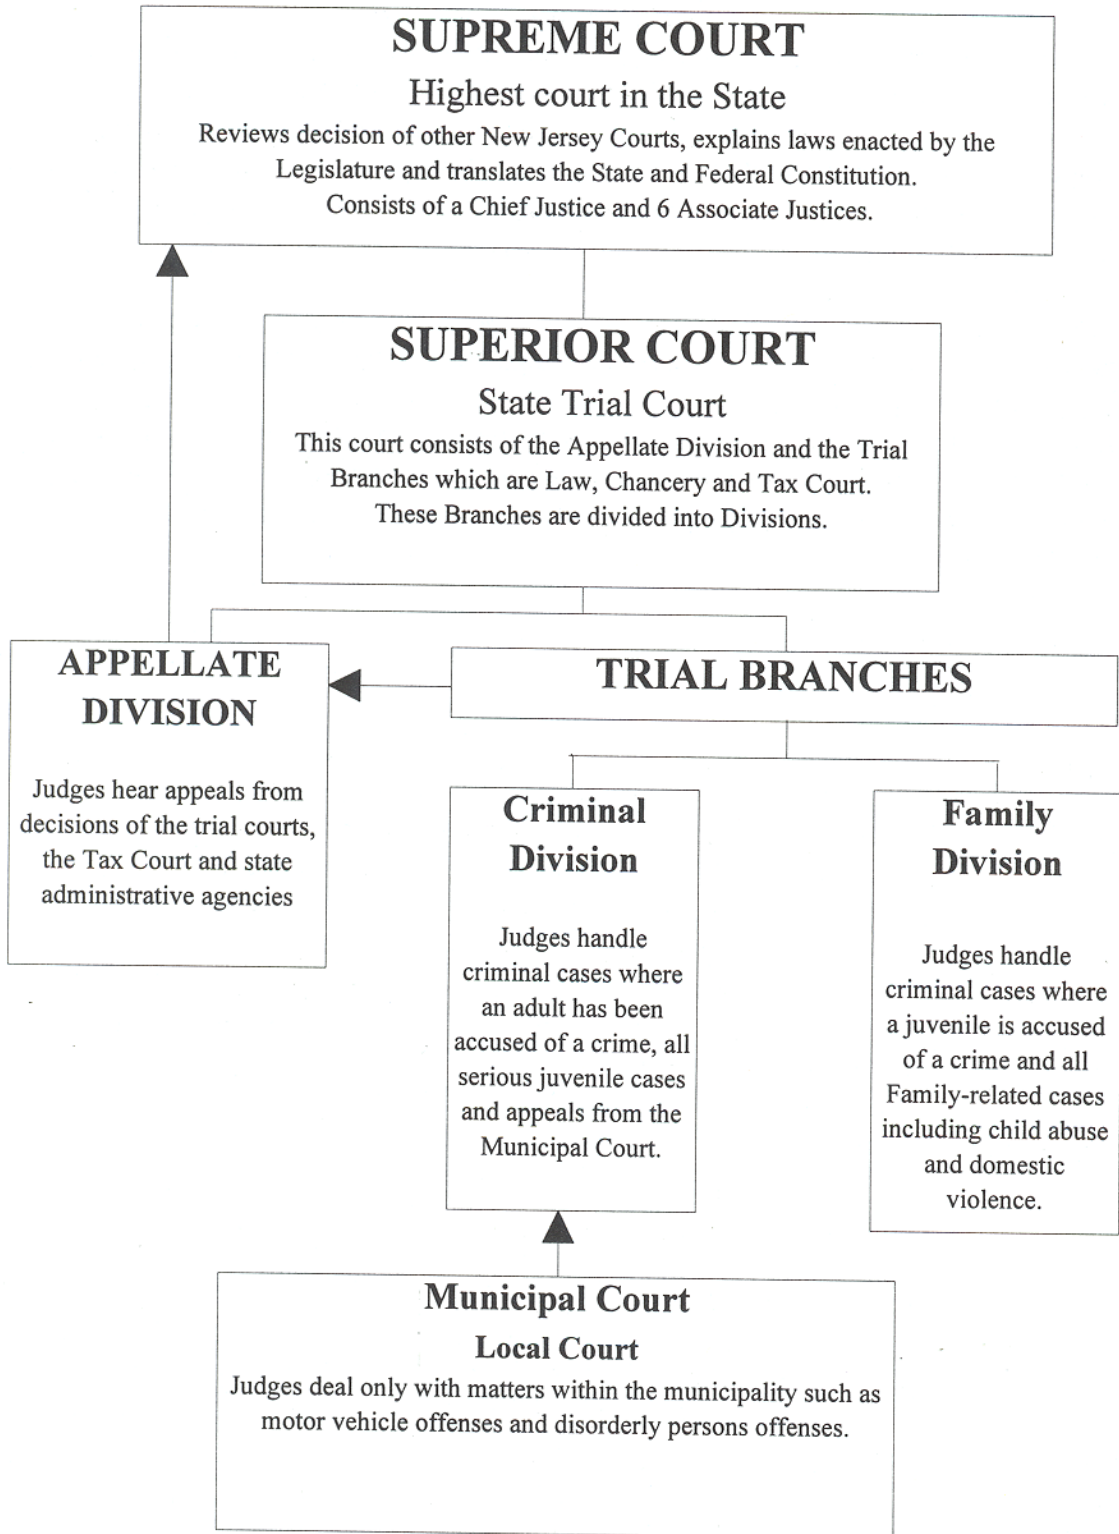 SUPREME COURT
Highest court in the State
Reviews decision of other New Jersey Courts, explains laws enacted by the
Legislature and translates the State and Federal Constitution.
Consists of a Chief Justice and 6 Associate Justices.
SUPERIOR COURT
State Trial Court
This court consists of the Appellate Division and the Trial
Branches which are Law, Chancery and Tax Court.
These Branches are divided into Divisions.
APPELLATE
DIVISION
Judges hear appeals from
decisions of the trial courts,
the Tax Court and state
administrative agencies
TRIAL BRANCHES
Criminal
Division
Judges handle
criminal cases where
an adult has been
accused of a crime, all
serious juvenile cases
and appeals from the
Municipal Court.
Family
Division
Judges handle
criminal cases where
a juvenile is accused
of a crime and all
Family-related cases
including child abuse
and domestic
violence.
Municipal Court
Local Court
Judges deal only with matters within the municipality such as
motor vehicle offenses and disorderly persons offenses.